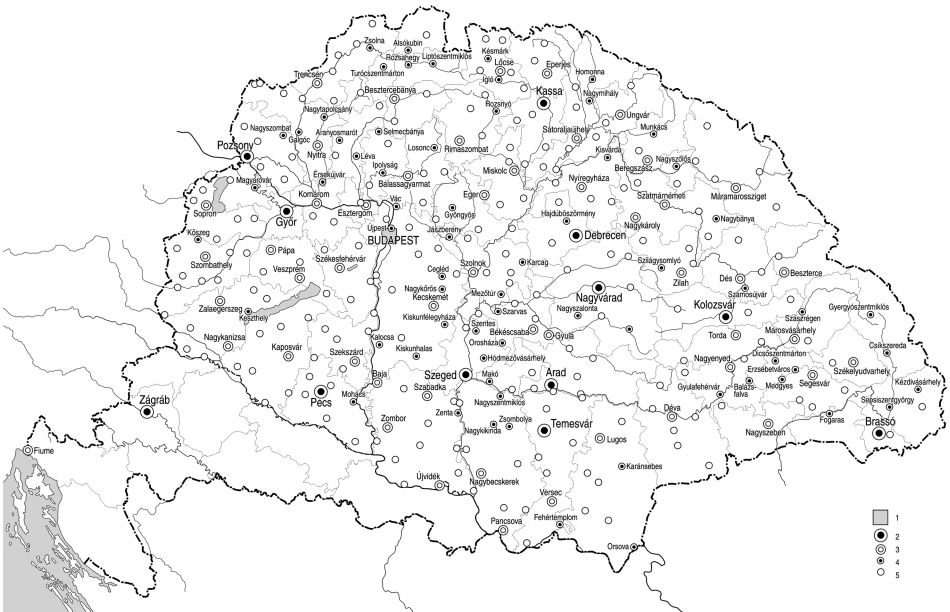 Zsolna
Alsókubin
Rózsahegy
Liptószentmiklós
Turócszentmárton
Trencsén
Besztercebánya
Késmárk
Lőcse
Igló
Eperjes
Homonna
Kassa
Nagymihály
Rozsnyó
Nagytapolcsány
Nagyszombat
Galgóc
Aranyosmarót
Selmecbánya
Nyitra
Léva
Losonc
Rimaszombat
Sátoraljaújhely
Ungvár
Munkács
Kisvárda
Beregszász
Nagyszőlős
Pozsony
Ipolyság
Balassagyarmat
Miskolc
Magyaróvár
Érsekújvár
Komárom
Esztergom
Vác
Eger
Nyíregyháza
Szatmárnémeti
Máramarossziget
Sopron
Győr
Gyöngyös
Hajdúböszörmény
Nagykároly
Nagybánya
Újpest
BUDAPEST
Jászberény
Debrecen
Kőszeg
Pápa
Székesfehérvár
Szombathely
Veszprém
Cegléd
Szolnok
Karcag
Szilágysomlyó
Zilah
Dés
Beszterce
Szamosújvár
Nagykőrös
Kecskemét
Mezőtúr
Nagyvárad
Zalaegerszeg
Keszthely
Kiskunfélegyháza
Szarvas
Nagyszalonta
Kolozsvár
Szászrégen
Gyergyószentmiklós
Nagykanizsa
Kaposvár
Szekszárd
Kalocsa
Kiskunhalas
Szentes
Orosháza
Békéscsaba
Gyula
Torda
Marosvásárhely
Csíkszereda
Hódmezővásárhely
Nagyenyed
Dicsőszentmárton
Erzsébetváros
Székelyudvarhely
Baja
Szeged
Makó
Arad
Gyulafehérvár
Balázs-
falva
Medgyes
Segesvár
Kézdivásárhely
Pécs
Mohács
Szabadka
Nagyszentmiklós
Sepsiszentgyörgy
Zágráb
Zombor
Zenta
Nagykikinda
Zsombolya
Temesvár
Déva
Nagyszeben
Fogaras
Brassó
Lugos
Fiume
Karánsebes
Újvidék
Nagybecskerek
Versec
Pancsova
Fehértemplom
Orsova
1
2
3
4
5